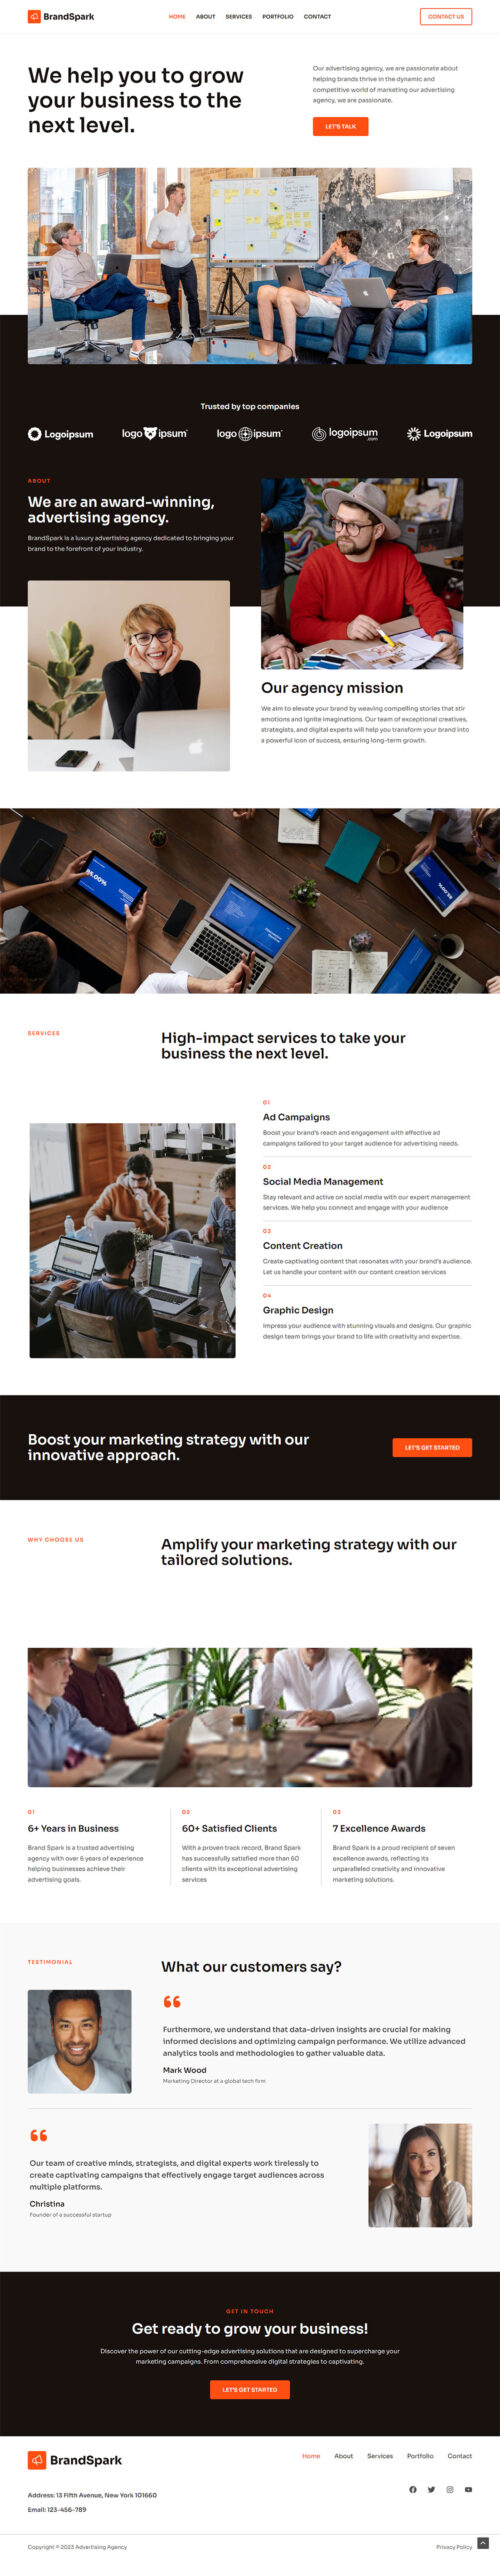 BrandSpark
HOME ABOUT SERVICES PORTFOLIO CONTACT
CONTACT US
We help you to grow
your business to the
next level.
Our advertising agency, we are passionate about
helping brands thrive in the dynamic and
competitive world of marketing our advertising
agency, we are passionate.
LET'S TALK
Trusted by top companies
Logoipsum
logo ipsum
logo ipsum
logoipsum
.com
Logoipsum
ABOUT
We are an award-winning,
advertising agency.
BrandSpark is a luxury advertising agency dedicated to bringing your
brand to the forefront of your industry.
Our agency mission
We aim to elevate your brand by weaving compelling stories that stir
emotions and ignite imaginations. Our team of exceptional creatives,
strategists, and digital experts will help you transform your brand into
a powerful icon of success, ensuring long-term growth.
SERVICES
High-impact services to take your
business the next level.
01
Ad Campaigns
Boost your brand's reach and engagement with effective ad
campaigns tailored to your target audience for advertising needs.
02
Social Media Management
Stay relevant and active on social media with our expert management
services. We help you connect and engage with your audience
03
Content Creation
Create captivating content that resonates with your brand's audience.
Let us handle your content with our content creation services
04
Graphic Design
Impress your audience with stunning visuals and designs. Our graphic
design team brings your brand to life with creativity and expertise.
Boost your marketing strategy with our
innovative approach.
LET'S GET STARTED
WHY CHOOSE US
Amplify your marketing strategy with our
tailored solutions.
01
6+ Years in Business
Brand Spark is a trusted advertising
agency with over 6 years of experience
helping businesses achieve their
advertising goals.
02
60+ Satisfied Clients
With a proven track record, Brand Spark
has successfully satisfied more than 60
clients with its exceptional advertising
services
03
7 Excellence Awards
Brand Spark is a proud recipient of seven
excellence awards, reflecting its
unparalleled creativity and innovative
marketing solutions.
TESTIMONIAL
What our customers say?
Furthermore, we understand that data-driven insights are crucial for making
informed decisions and optimizing campaign performance. We utilize advanced
analytics tools and methodologies to gather valuable data.
Mark Wood
Marketing Director at a global tech firm
Our team of creative minds, strategists, and digital experts work tirelessly to
create captivating campaigns that effectively engage target audiences across
multiple platforms.
Christina
Founder of a successful startup
GET IN TOUCH
Get ready to grow your business!
Discover the power of our cutting-edge advertising solutions that are designed to supercharge your
marketing campaigns. From comprehensive digital strategies to captivating.
LET'S GET STARTED
BrandSpark
Home About Services Portfolio Contact
Address: 13 Fifth Avenue, New York 101660
Email: 123-456-789
Copyright © 2023 Advertising Agency
Privacy Policy